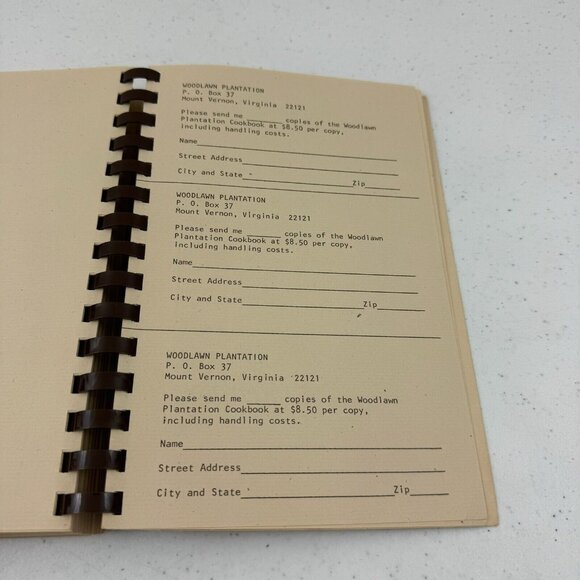 WOODLAWN PLANTATION
P. O. Box 37
Mount Vernon, Virginia 22121
Please send me ______ copies of the Woodlawn
Plantation Cookbook at $8.50 per copy,
including handling costs.
Name
Street Address
City and State Zip
WOODLAWN PLANTATION
P. O. Box 37
Mount Vernon, Virginia 22121
Please send me ______ copies of the Woodlawn
Plantation Cookbook at $8.50 per copy,
including handling costs.
Name
Street Address
City and State Zip
WOODLAWN PLANTATION
P. O. Box 37
Mount Vernon, Virginia 22121
Please send me ______ copies of the Woodlawn
Plantation Cookbook at $8.50 per copy,
including handling costs.
Name
Street Address
City and State Zip